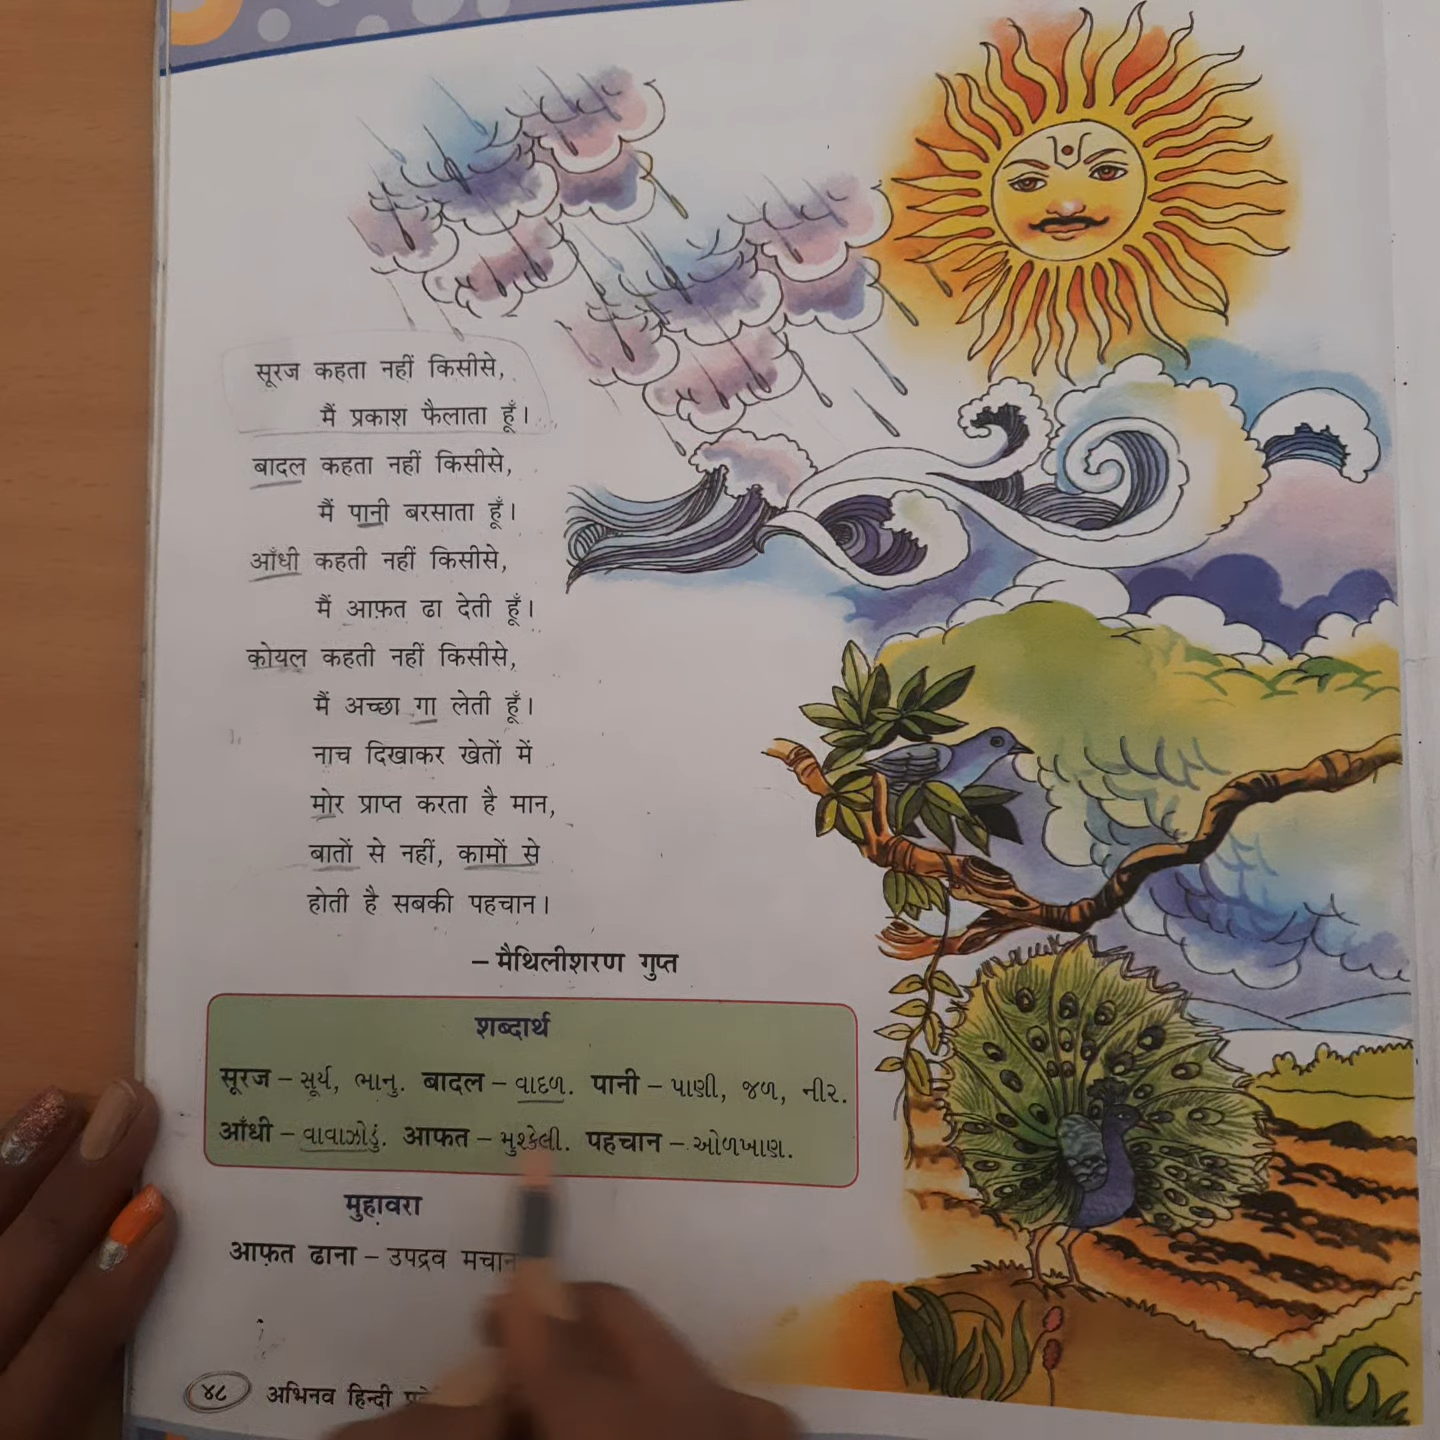 सूरज कहता नहीं किसीसे,
मैं प्रकाश फैलाता हूँ।
बादल कहता नहीं किसीसे,
मैं पानी बरसाता हूँ।
आँधी कहती नहीं किसीसे,
मैं आफ़त ढा देती हूँ।
कोयल कहती नहीं किसीसे,
मैं अच्छा गा लेती हूँ।
नाच दिखाकर खेतों में
मोर प्राप्त करता है मान,
बातों से नहीं, कामों से
होती है सबकी पहचान।
– मैथिलीशरण गुप्त
शब्दार्थ
सूरज – સૂર્ય, ભાનુ. बादल – વાદળ. पानी – પાણી, જળ, નીર.
आँधी – વાવાઝોડું. आफत – મુશ્કેલી. पहचान – ઓળખાણ.
मुहावरा
आफ़त ढाना – उपद्रव
४८ अभिनव हिन्दी